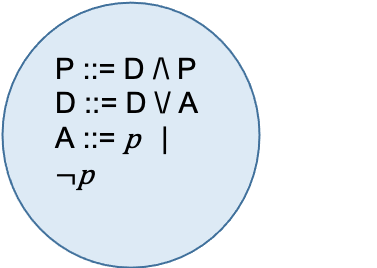 P ::= D /\ P
D ::= D \/ A
A ::= 𝑝 |
¬𝑝